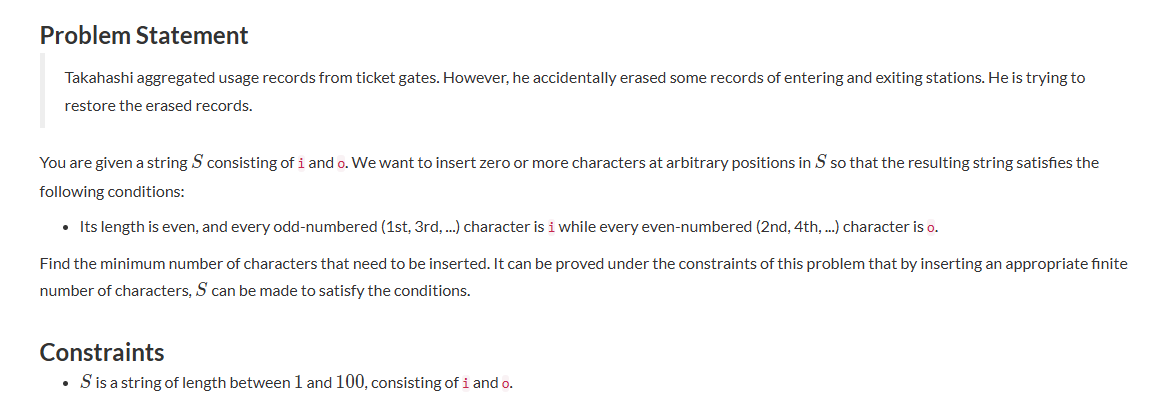 Problem Statement
Takahashi aggregated usage records from ticket gates. However, he accidentally erased some records of entering and exiting stations. He is trying to
restore the erased records.
You are given a string S consisting of i and o. We want to insert zero or more characters at arbitrary positions in S so that the resulting string satisfies the
following conditions:
• Its length is even, and every odd-numbered (1st, 3rd, ...) character is i while every even-numbered (2nd, 4th, ...) character is o.
Find the minimum number of characters that need to be inserted. It can be proved under the constraints of this problem that by inserting an appropriate finite
number of characters, S can be made to satisfy the conditions.
Constraints
• S is a string of length between 1 and 100, consisting of i and o.